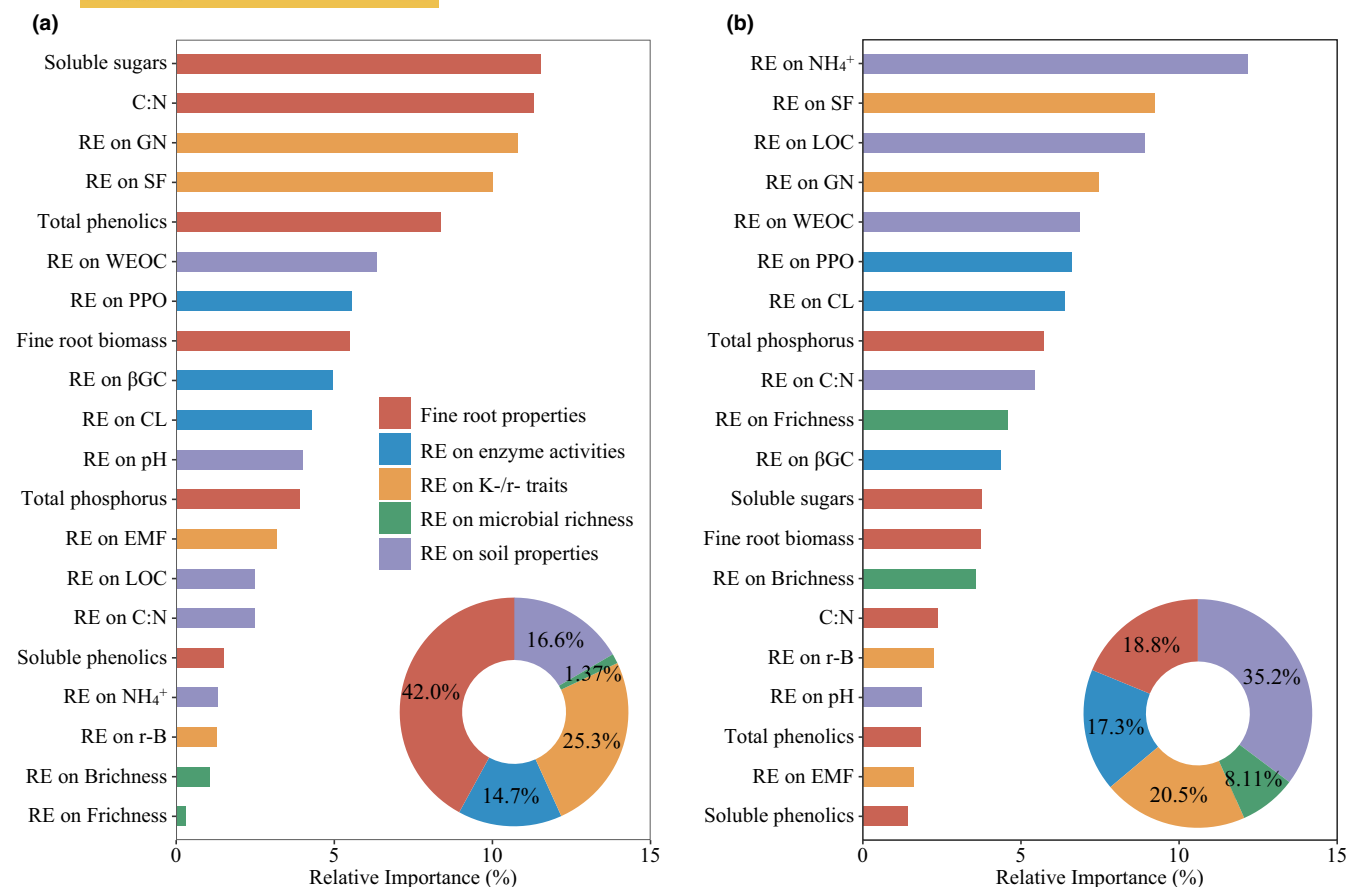 (a)
Soluble sugars
C:N
RE on GN
RE on SF
Total phenolics
RE on WEOC
RE on PPO
Fine root biomass
RE on βGC
RE on CL
RE on pH
Total phosphorus
RE on EMF
RE on LOC
RE on C:N
Soluble phenolics
RE on NH₄⁺
RE on r-B
RE on Brichness
RE on Frichness
0 5 10 15
Relative Importance (%)
Fine root properties
RE on enzyme activities
RE on K-/r- traits
RE on microbial richness
RE on soil properties
16.6%
1.37%
42.0%
25.3%
14.7%
(b)
RE on NH₄⁺
RE on SF
RE on LOC
RE on GN
RE on WEOC
RE on PPO
RE on CL
Total phosphorus
RE on C:N
RE on Frichness
RE on βGC
Soluble sugars
Fine root biomass
RE on Brichness
C:N
RE on r-B
RE on pH
Total phenolics
RE on EMF
Soluble phenolics
0 5 10 15
Relative Importance (%)
18.8%
35.2%
17.3%
8.11%
20.5%